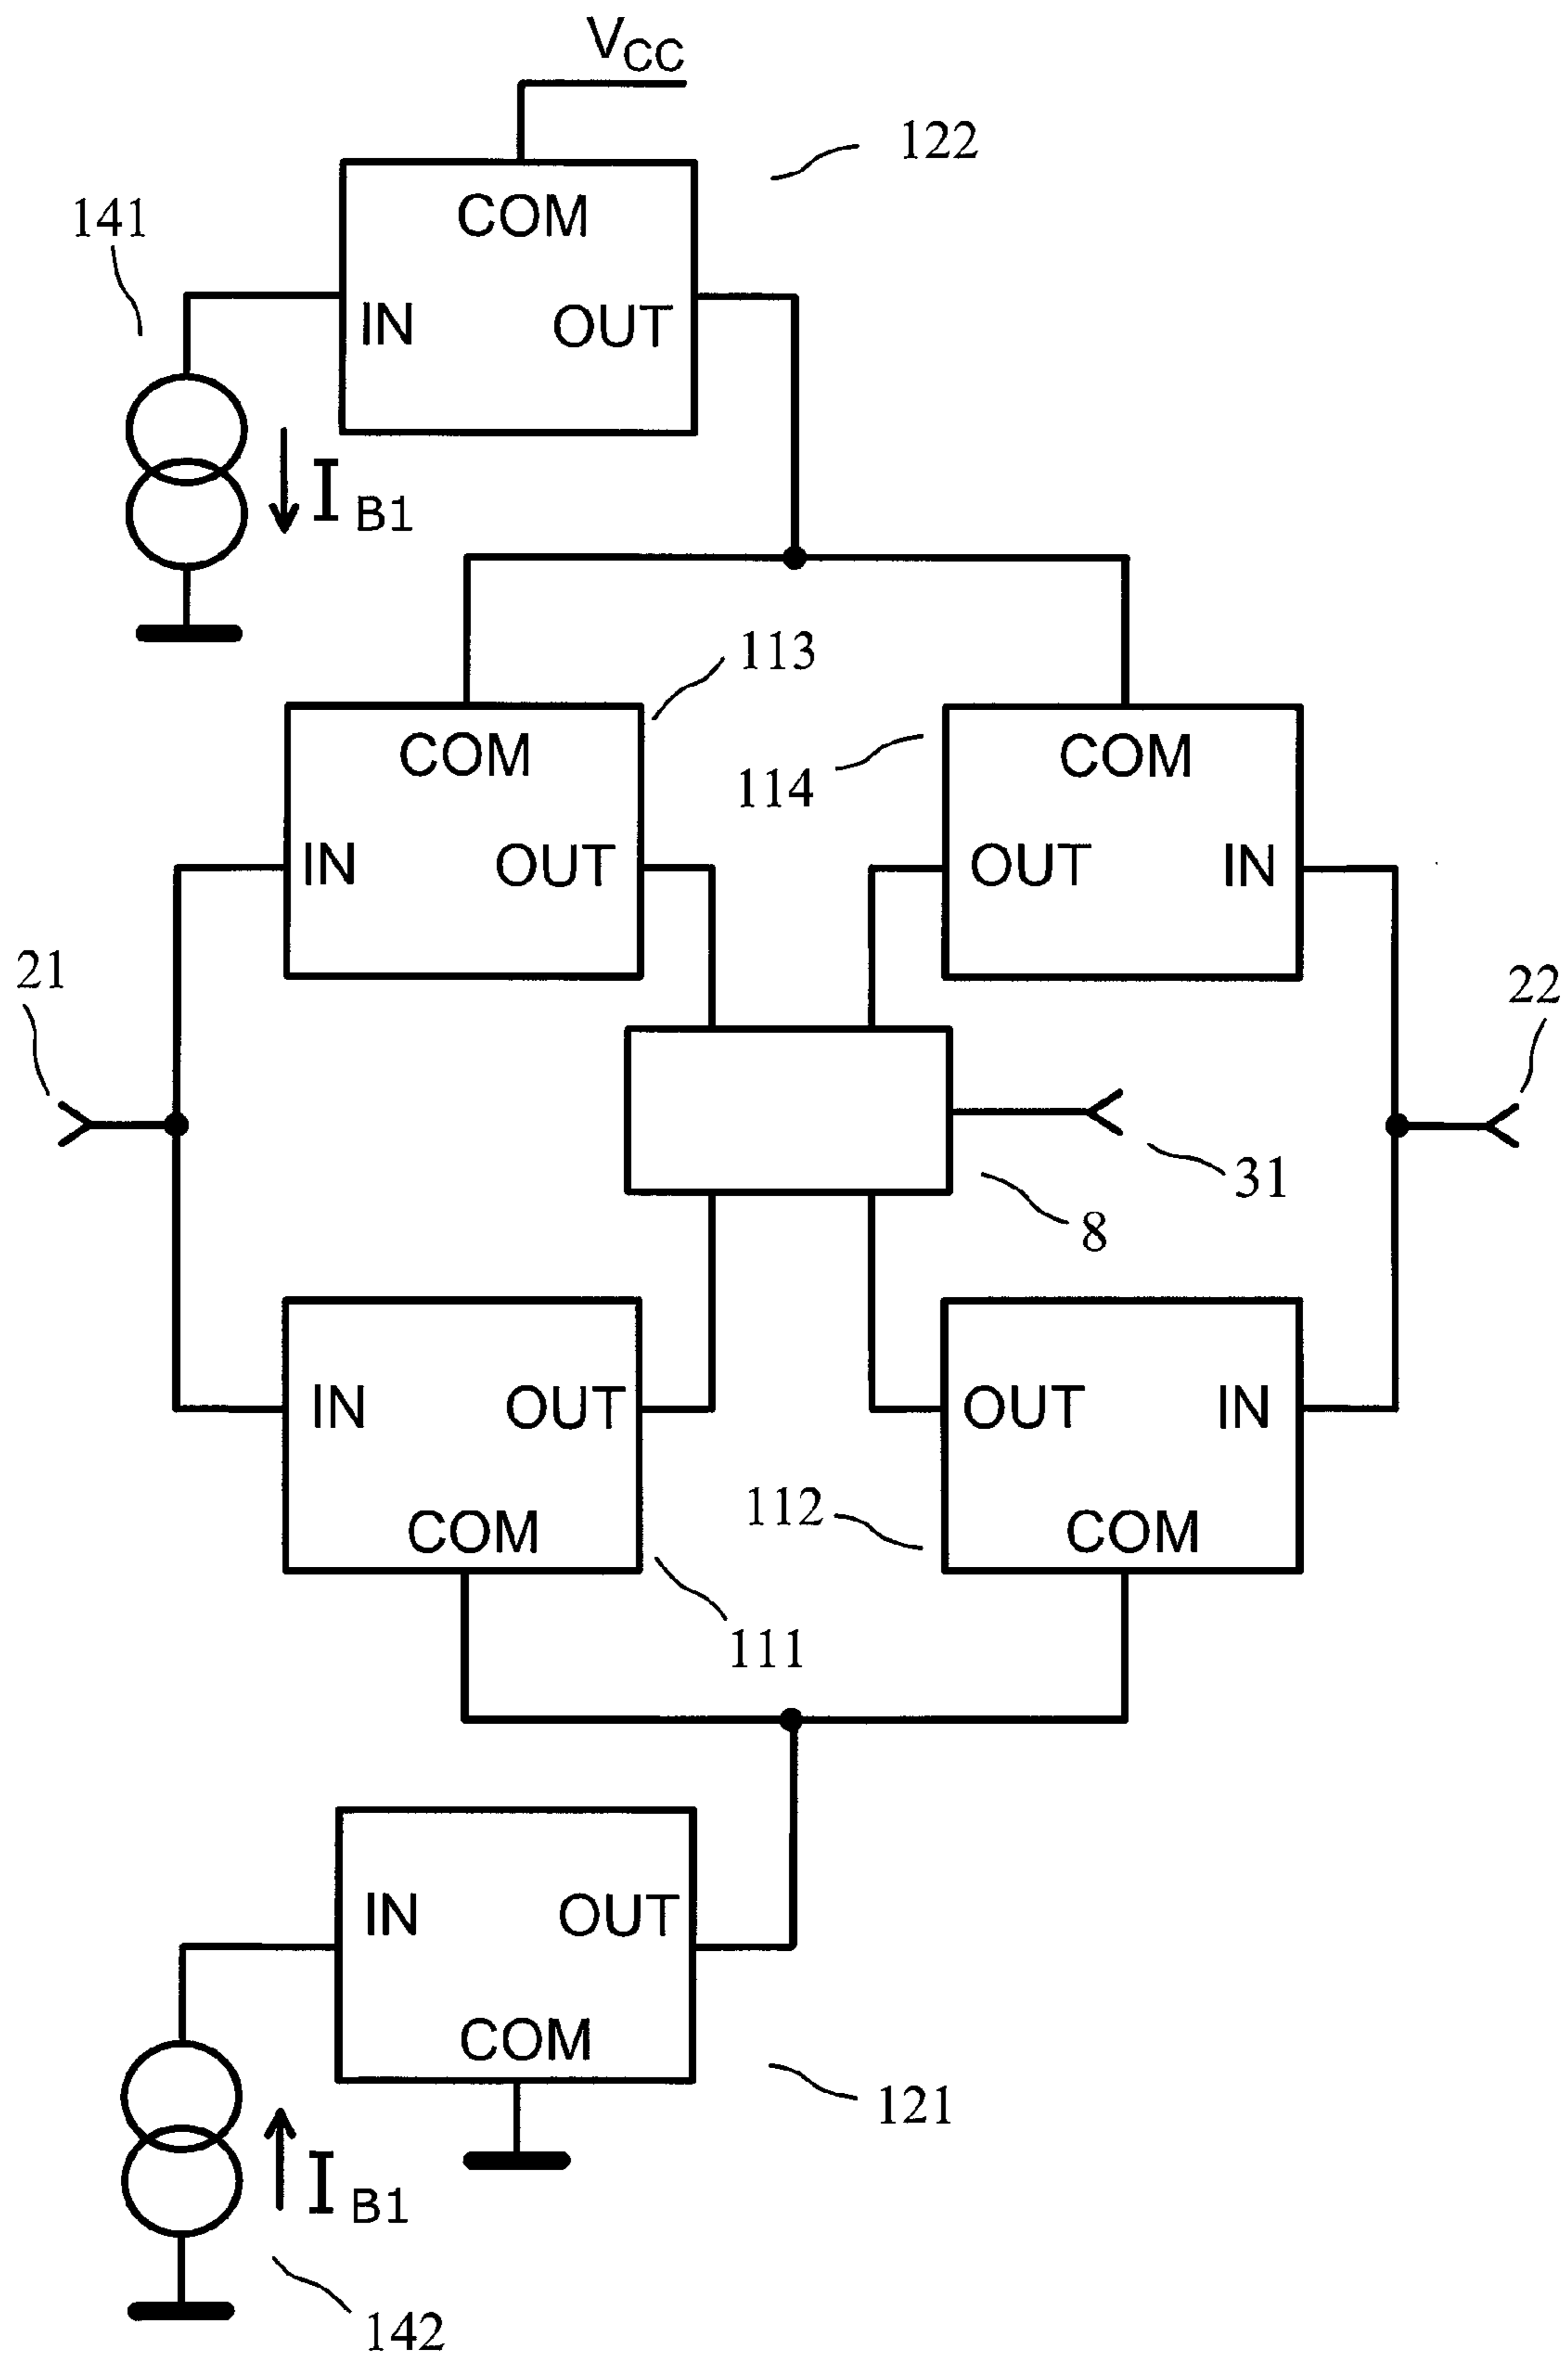 VCC
122
COM
141
IN OUT
IB1
113
COM
114
COM
IN OUT
OUT IN
21
22
31
8
IN OUT
OUT IN
112
COM
COM
111
IN OUT
COM
121
IB1
142